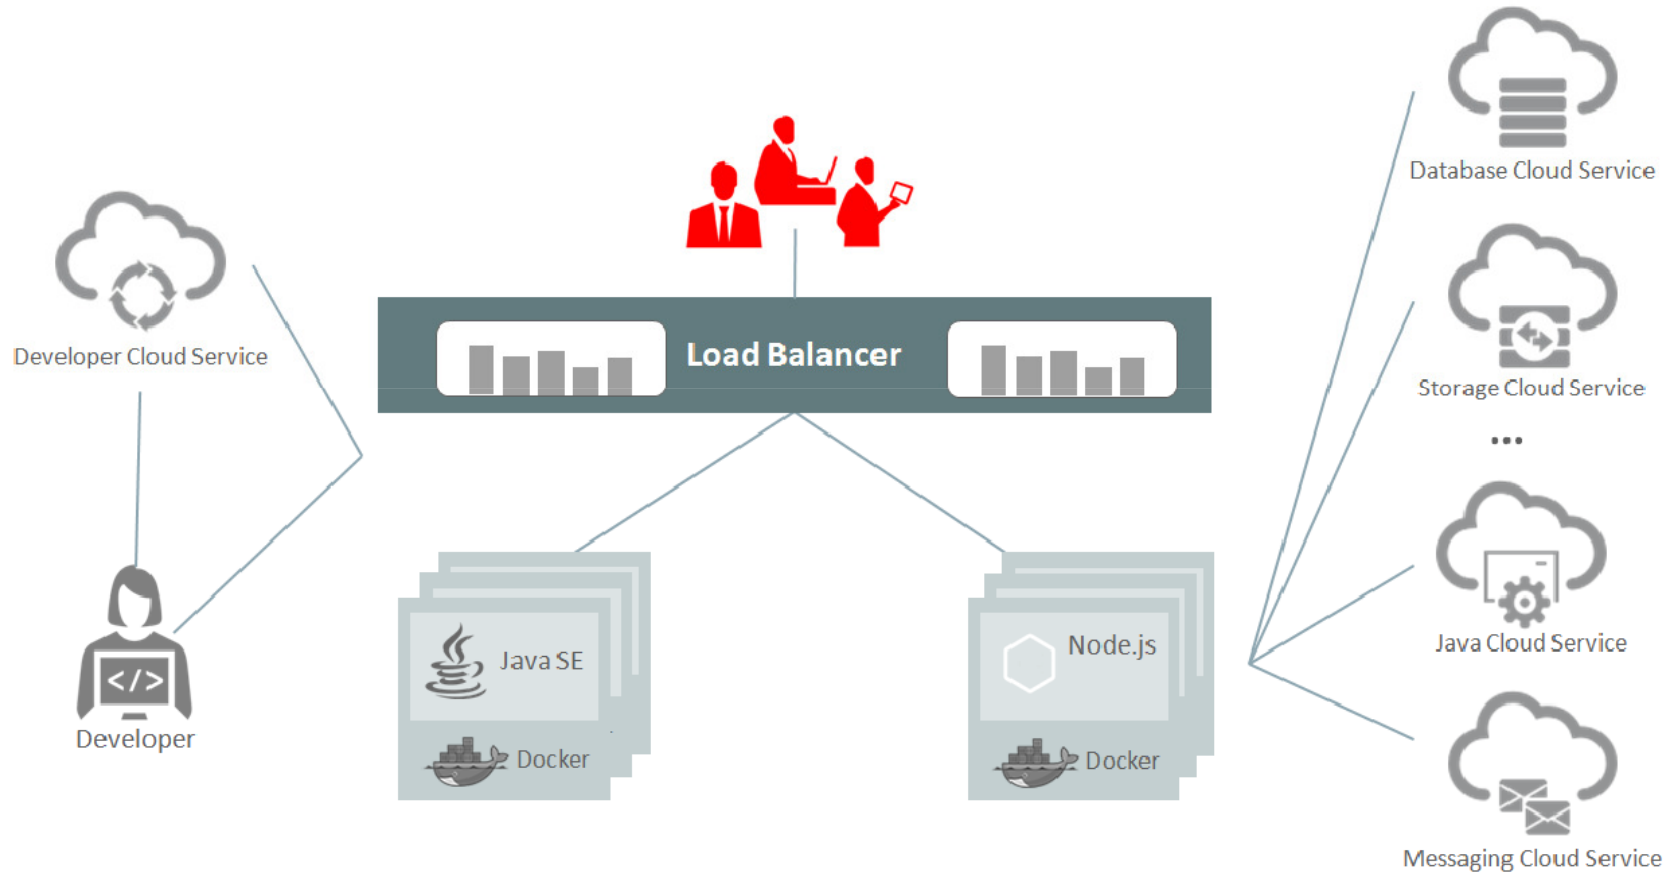 Database Cloud Service
Developer Cloud Service
Load Balancer
Storage Cloud Service
...
Java SE
Node.js
Java Cloud Service
</>
Developer
Docker
Docker
Messaging Cloud Service